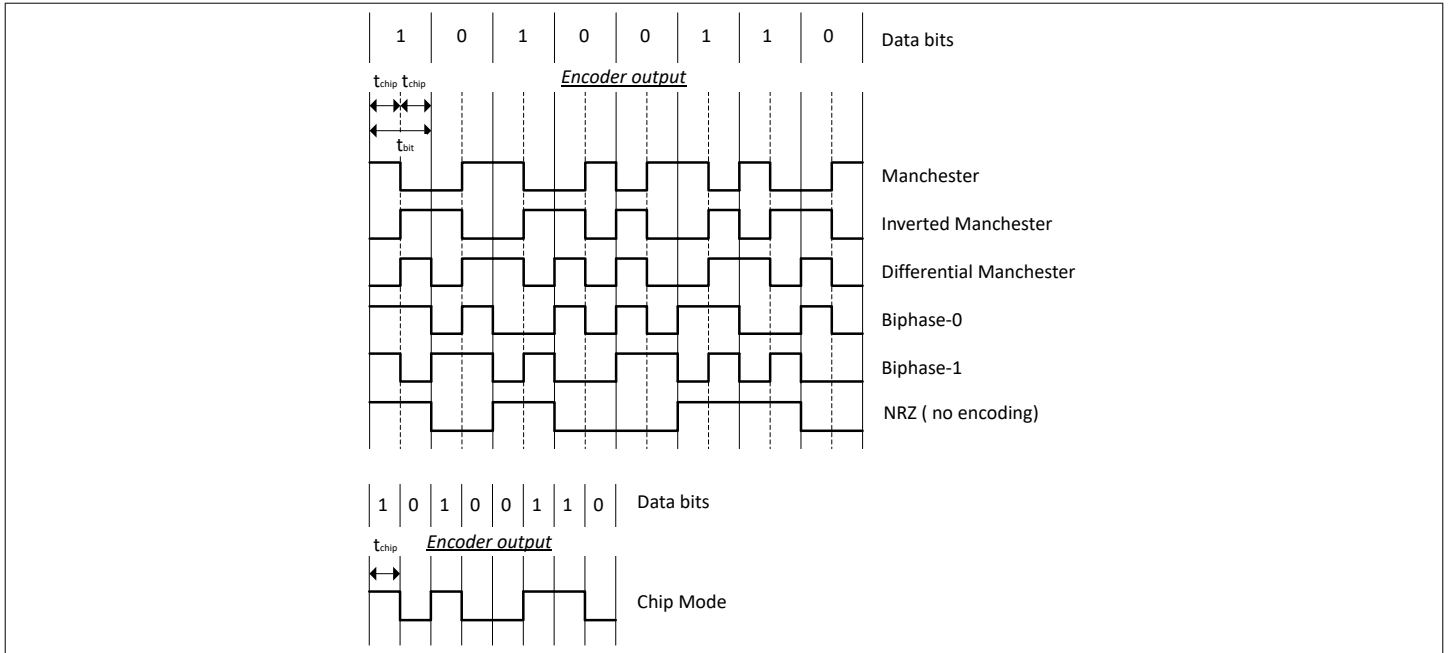 1 0 1 0 0 1 1 0 Data bits
Encoder output
tchip tchip
tbit
Manchester
Inverted Manchester
Differential Manchester
Biphase-0
Biphase-1
NRZ ( no encoding)
1 0 1 0 0 1 1 0 Data bits
tchip Encoder output
Chip Mode